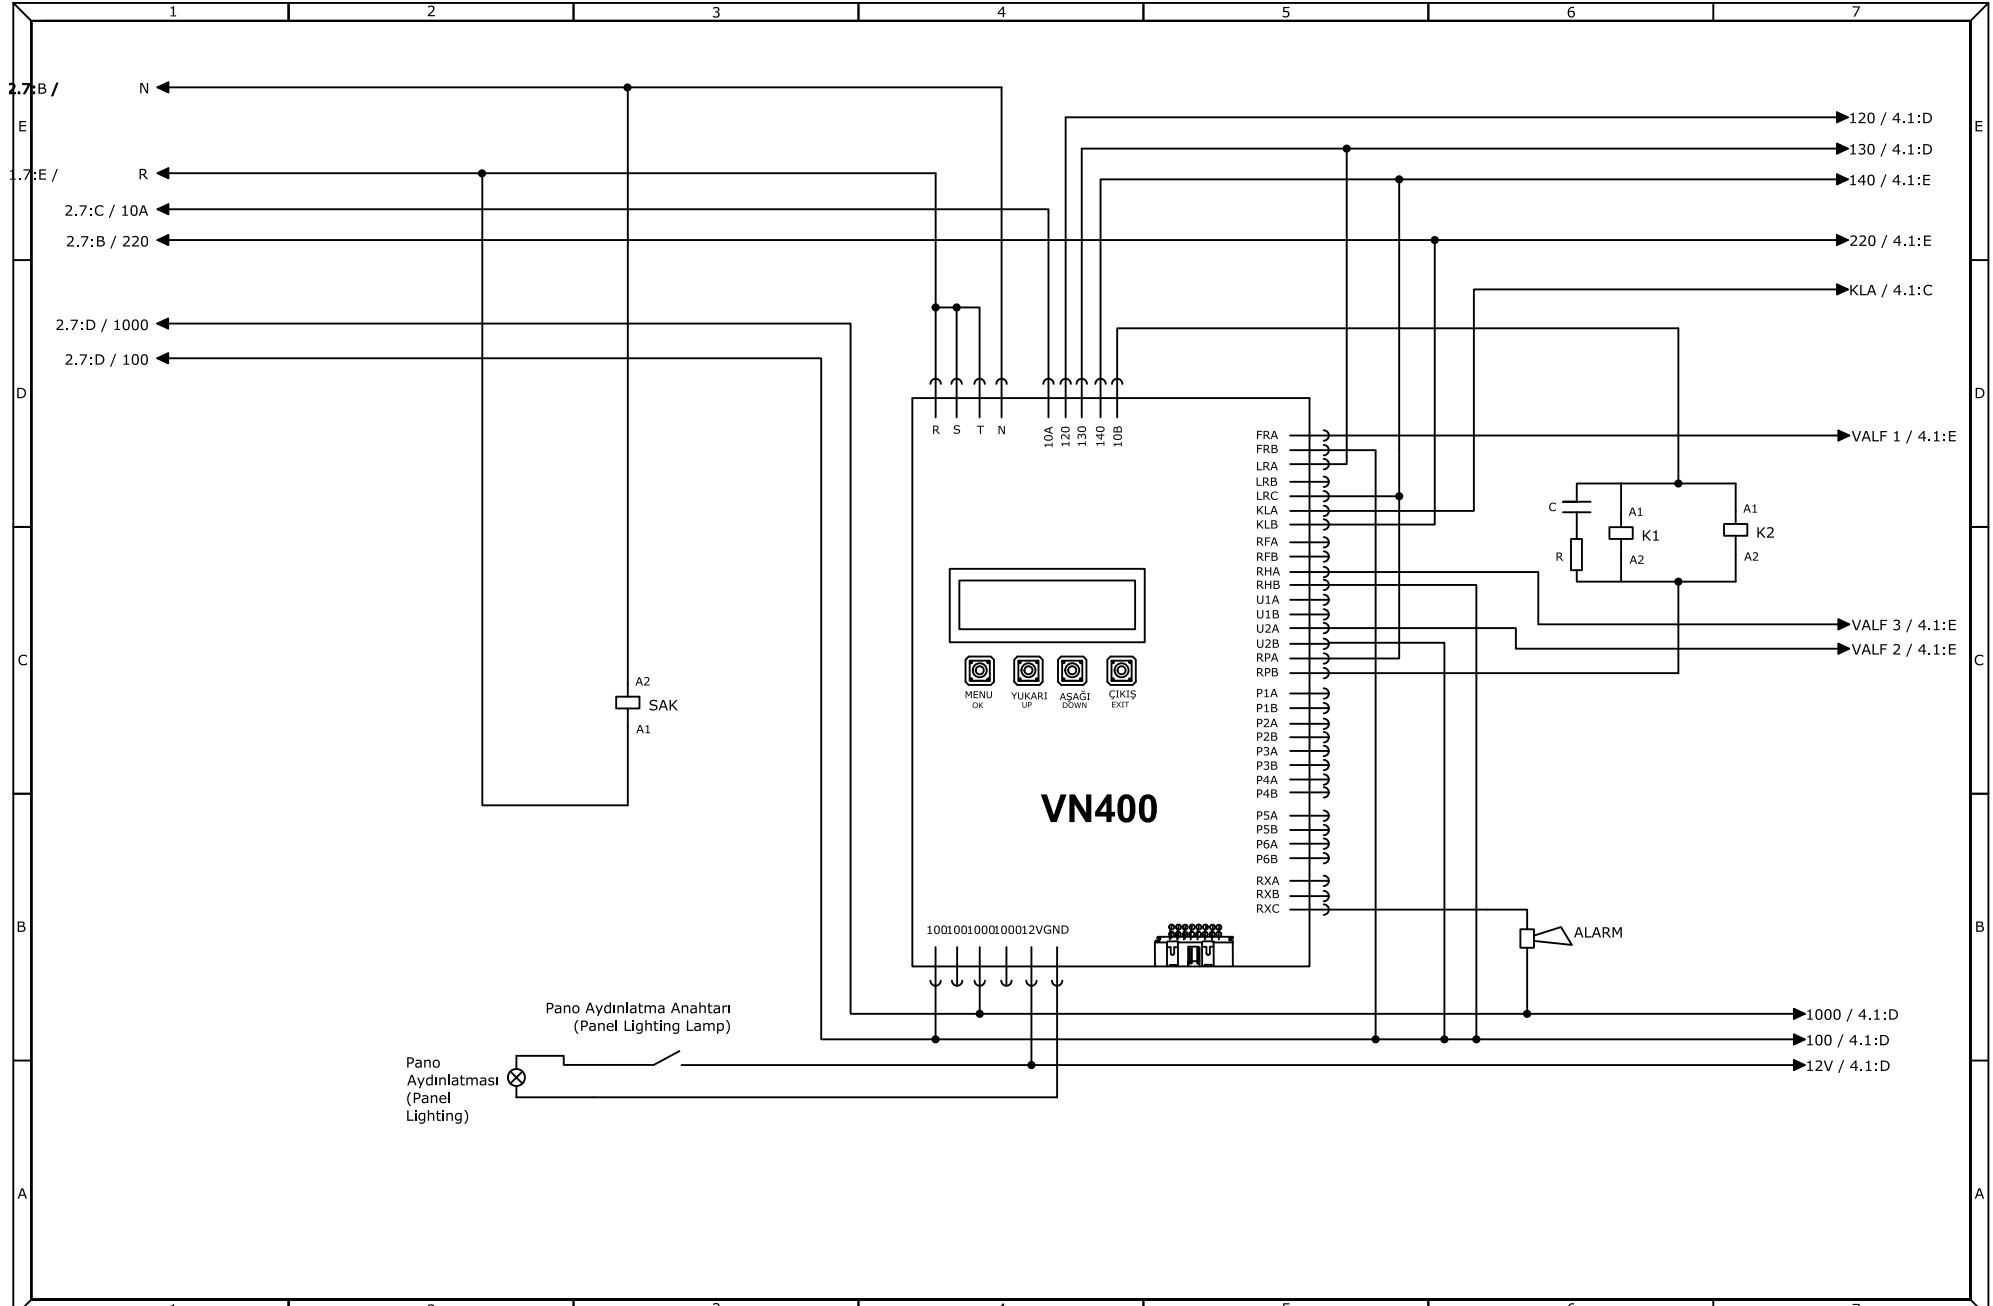 1 2 3 4 5 6 7
2.7:B / N
E E
120 / 4.1:D
130 / 4.1:D
1.7:E / R
140 / 4.1:E
2.7:C / 10A
2.7:B / 220
220 / 4.1:E
KLA / 4.1:C
2.7:D / 1000
2.7:D / 100
D D
R S T N 10A 120 130 140 10B
FRA
VALF 1 / 4.1:E
FRB
LRA
LRB
LRC
KLA
KLB
RFA
RFB
RHA
RHB
U1A
U1B
U2A
U2B
RPA
RPB
P1A
P1B
P2A
P2B
P3A
P3B
P4A
P4B
P5A
P5B
P6A
P6B
RXA
RXB
RXC
C
R
A1
K1
A2
A1
K2
A2
VALF 3 / 4.1:E
VALF 2 / 4.1:E
C C
A2
SAK
A1
MENU
OK
YUKARI
UP
AŞAĞI
DOWN
ÇIKIŞ
EXIT
VN400
B B
100 100 1000 1000 12V GND
ALARM
Pano Aydınlatma Anahtarı
(Panel Lighting Lamp)
1000 / 4.1:D
100 / 4.1:D
12V / 4.1:D
Pano
Aydınlatması
(Panel
Lighting)
A A